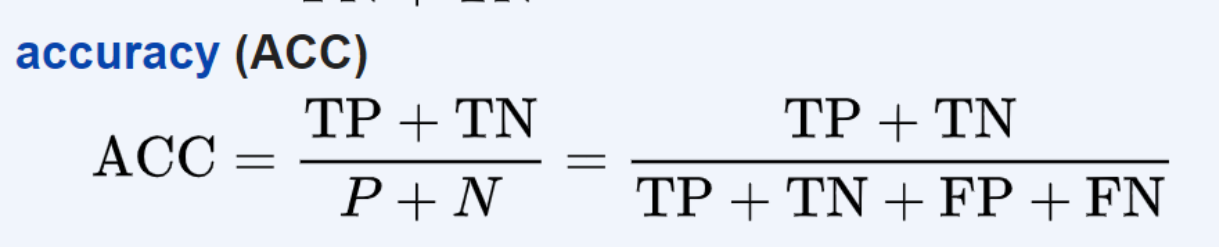 accuracy (ACC)
ACC = (TP + TN) / (P + N) = (TP + TN) / (TP + TN + FP + FN)